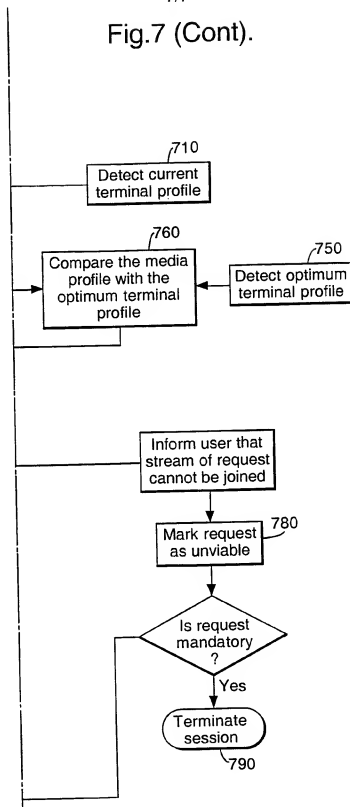 Fig.7 (Cont).
710
Detect current
terminal profile
760
Compare the media
profile with the
optimum terminal
profile
750
Detect optimum
terminal profile
Inform user that
stream of request
cannot be joined
Mark request
as unviable
780
Is request
mandatory
?
Yes
Terminate
session
790